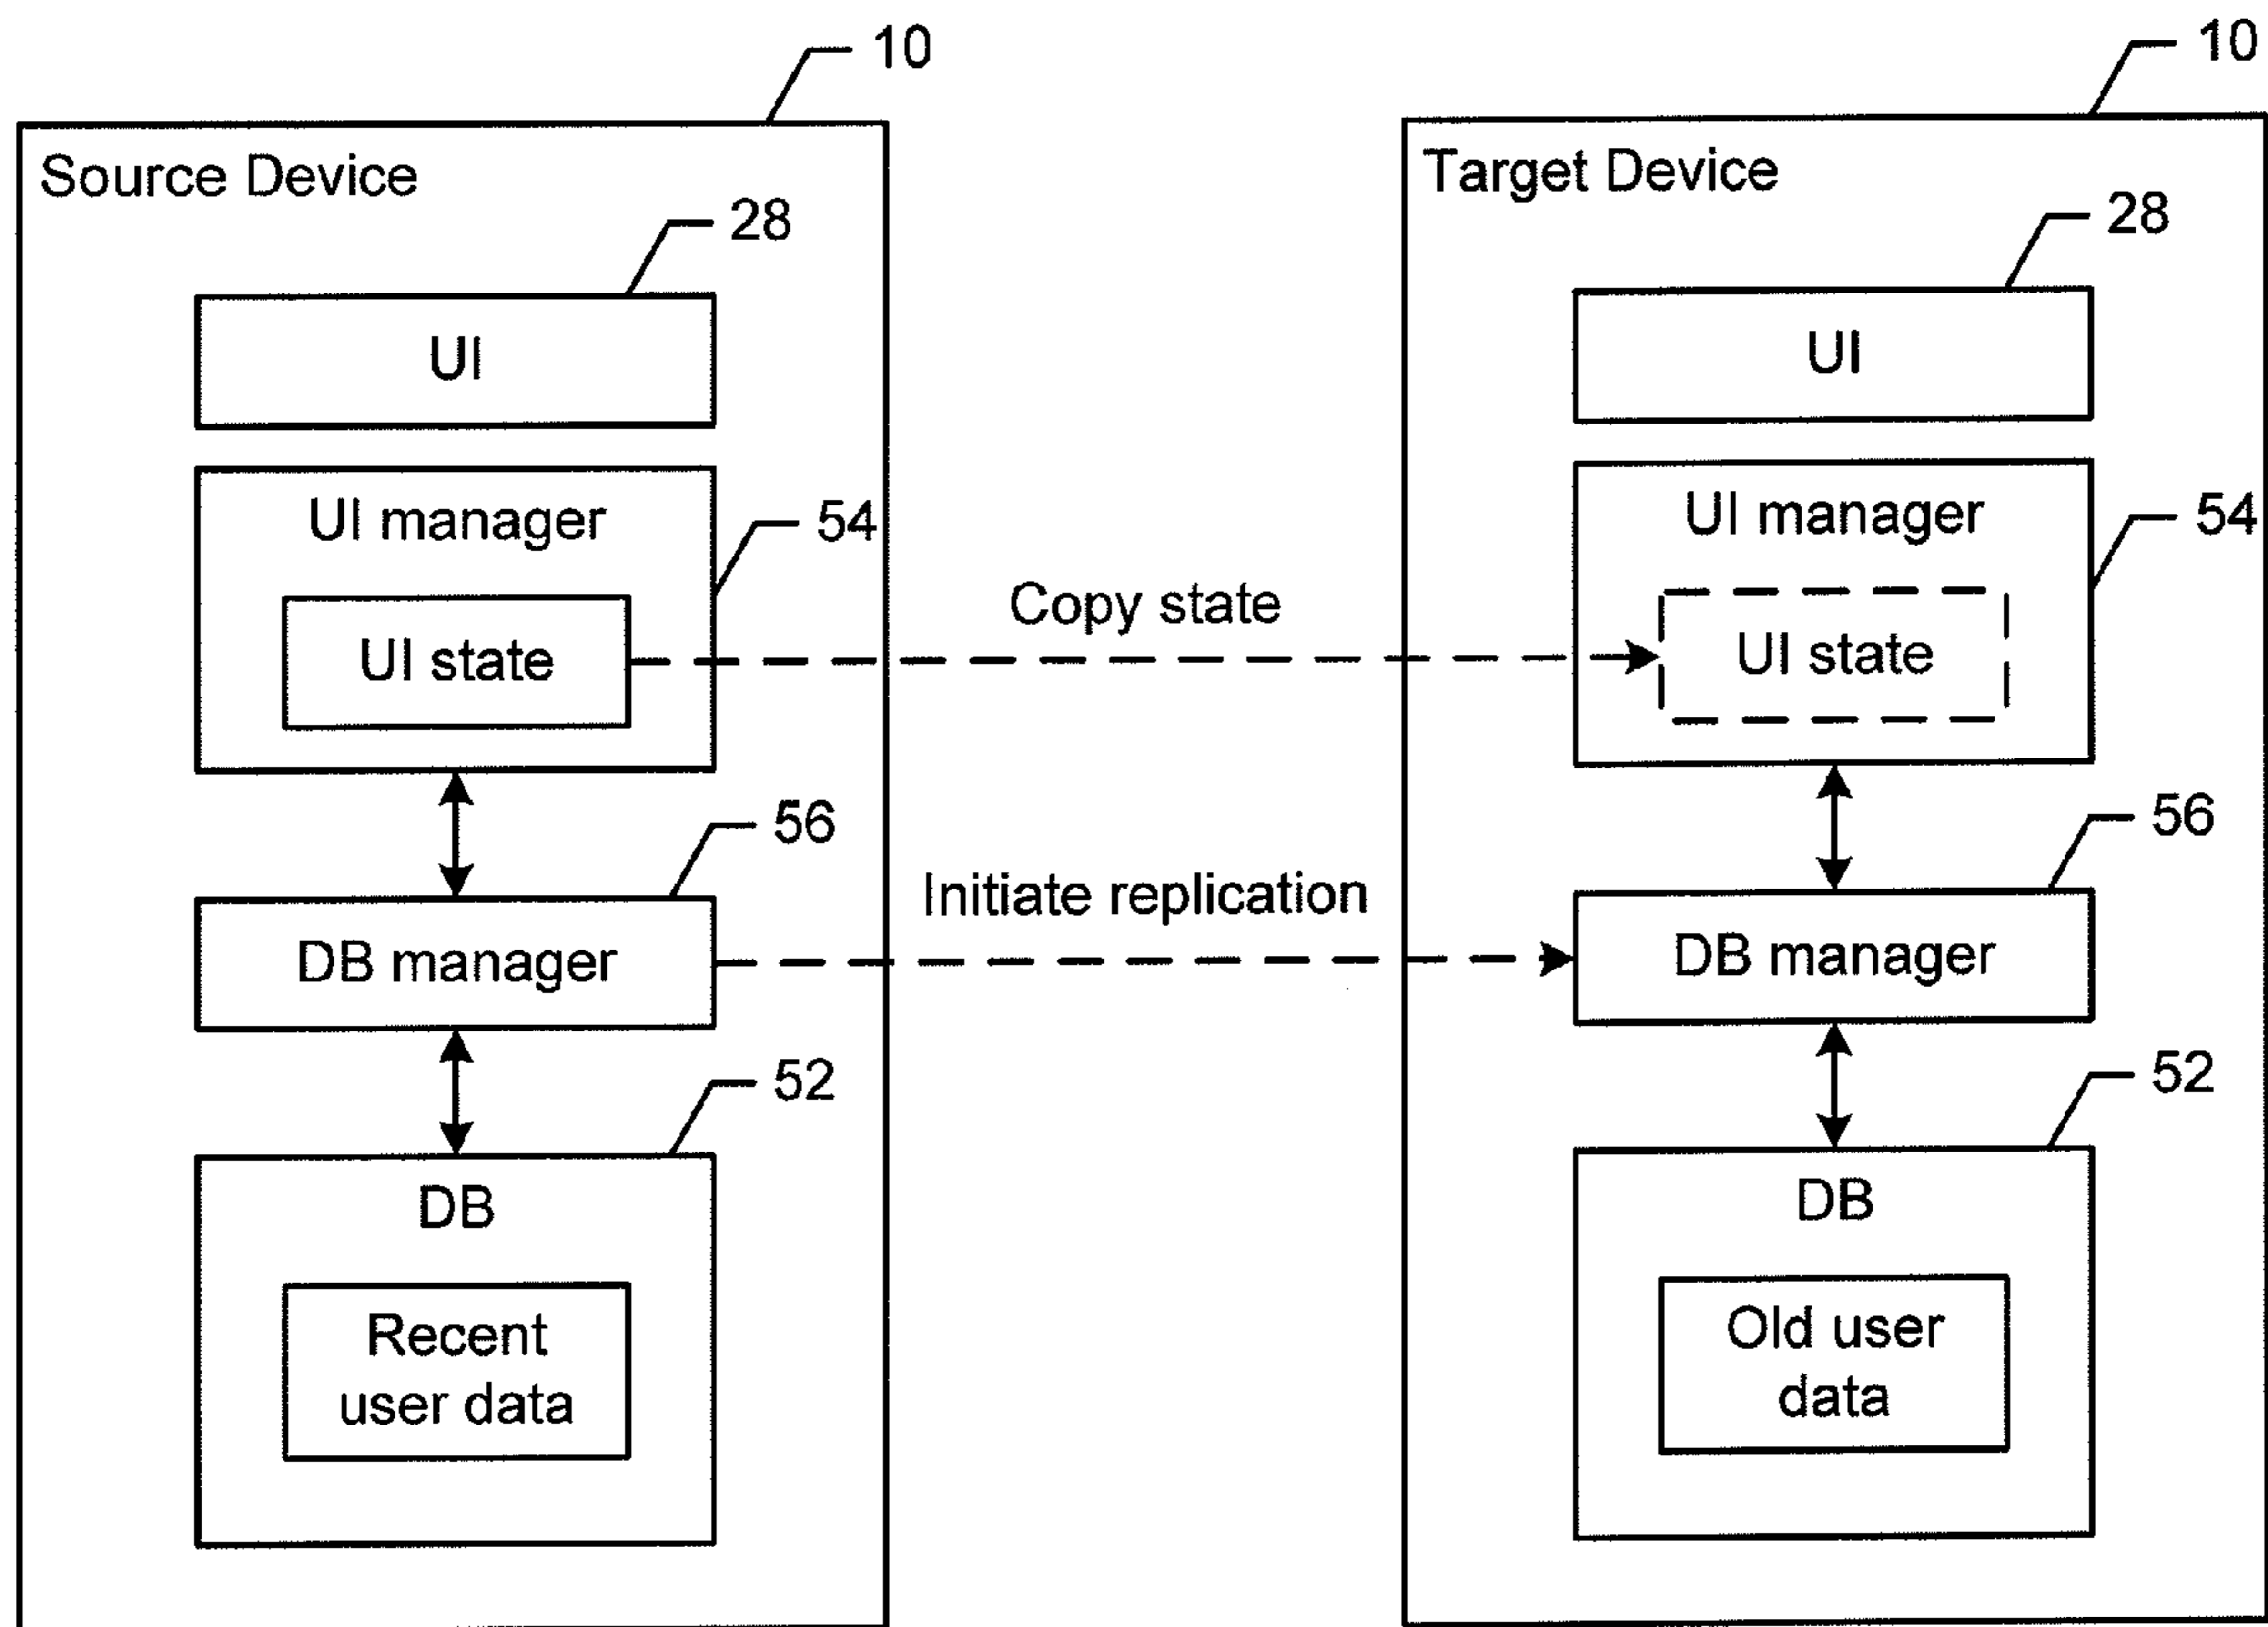 10
Source Device
28
UI
UI manager
54
UI state
56
DB manager
52
DB
Recent
user data
Copy state
Initiate replication
10
Target Device
28
UI
UI manager
54
UI state
56
DB manager
52
DB
Old user
data